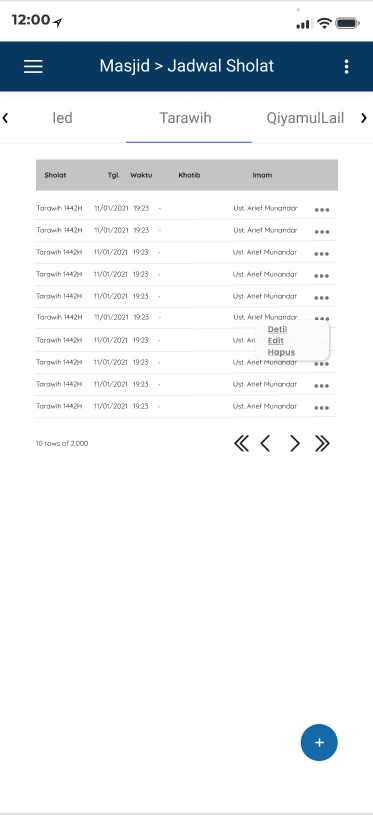 12:00
Masjid > Jadwal Sholat
Ied Tarawih QiyamulLail
Sholat Tgl. Waktu Khatib Imam
Tarawih 1442H 11/01/2021 19:23 - Ust. Arief Munandar
Tarawih 1442H 11/01/2021 19:23 - Ust. Arief Munandar
Tarawih 1442H 11/01/2021 19:23 - Ust. Arief Munandar
Tarawih 1442H 11/01/2021 19:23 - Ust. Arief Munandar
Tarawih 1442H 11/01/2021 19:23 - Ust. Arief Munandar
Tarawih 1442H 11/01/2021 19:23 - Ust. Arief Munandar
Detil
Tarawih 1442H 11/01/2021 19:23 - Ust.
Edit
Hapus
Tarawih 1442H 11/01/2021 19:23 - Ust. Arief Munandar
Tarawih 1442H 11/01/2021 19:23 - Ust. Arief Munandar
Tarawih 1442H 11/01/2021 19:23 - Ust. Arief Munandar
10 rows of 2.000
+